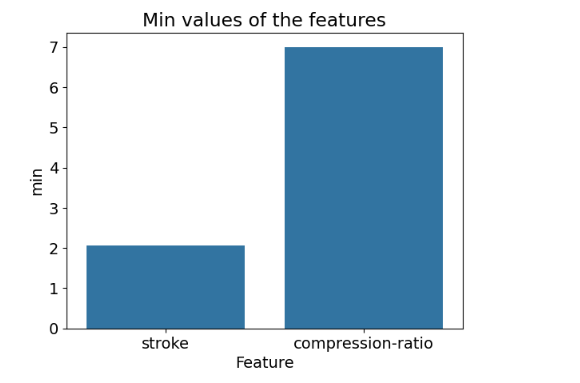 Min values of the features
min
7
6
5
4
3
2
1
0
stroke compression-ratio
Feature